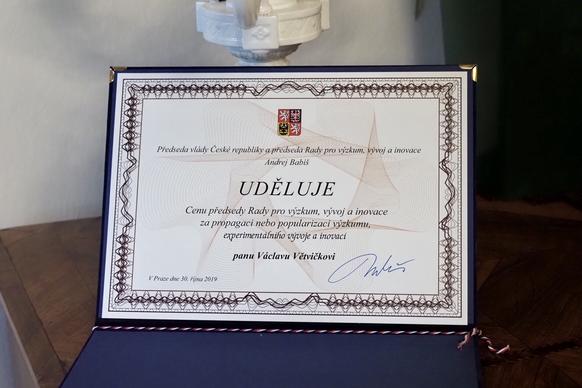 Předseda vlády České republiky a předseda Rady pro výzkum, vývoj a inovace
Andrej Babiš
UDĚLUJE
Cenu předsedy Rady pro výzkum, vývoj a inovace
za propagaci nebo popularizaci výzkumu,
experimentálního vývoje a inovací
panu Václavu Větvičkovi
V Praze dne 30. října 2019